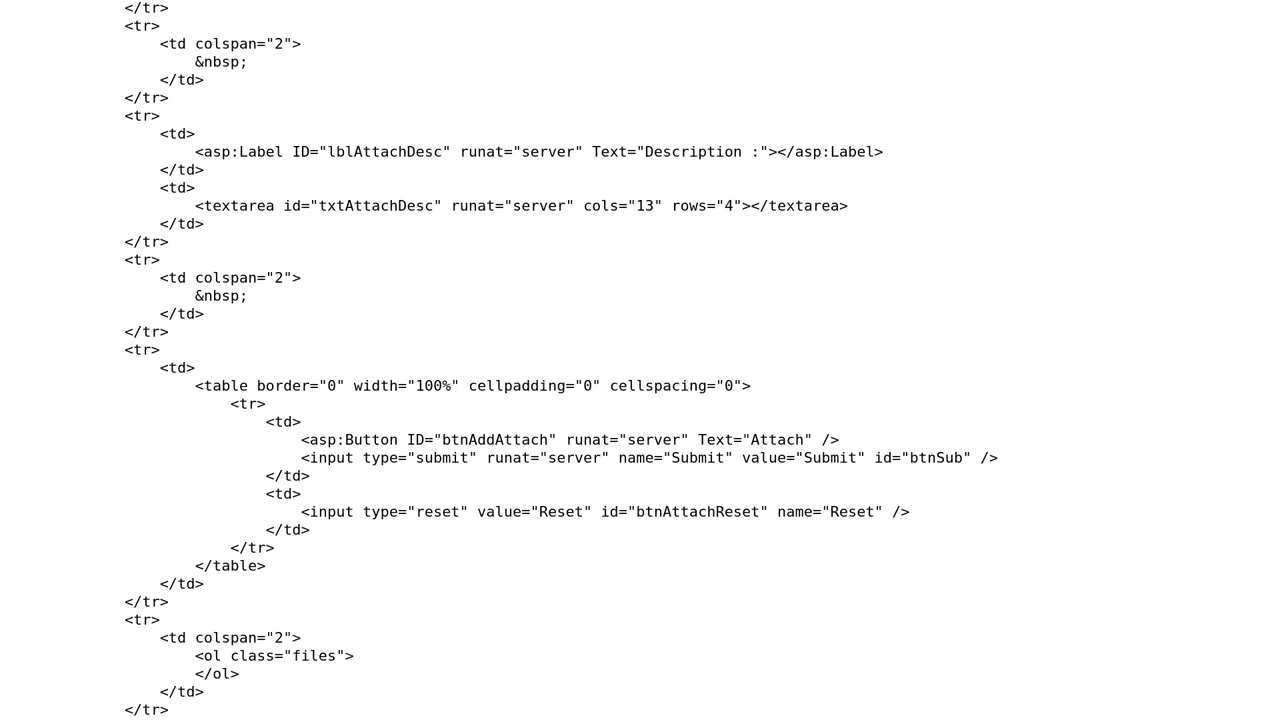 </tr>
<tr>
<td colspan="2">
&nbsp;
</td>
</tr>
<tr>
<td>
<asp:Label ID="lblAttachDesc" runat="server" Text="Description :"></asp:Label>
</td>
<td>
<textarea id="txtAttachDesc" runat="server" cols="13" rows="4"></textarea>
</td>
</tr>
<tr>
<td colspan="2">
&nbsp;
</td>
</tr>
<tr>
<td>
<table border="0" width="100%" cellpadding="0" cellspacing="0">
<tr>
<td>
<asp:Button ID="btnAddAttach" runat="server" Text="Attach" />
<input type="submit" runat="server" name="Submit" value="Submit" id="btnSub" />
</td>
<td>
<input type="reset" value="Reset" id="btnAttachReset" name="Reset" />
</td>
</tr>
</table>
</td>
</tr>
<tr>
<td colspan="2">
<ol class="files">
</ol>
</td>
</tr>